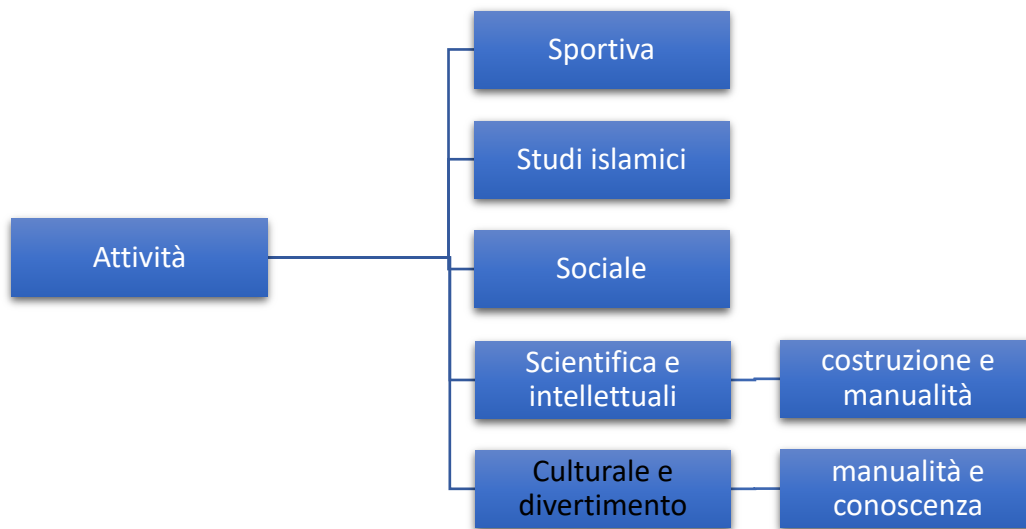 Sportiva
Studi islamici
Attività
Sociale
Scientifica e
intellettuali
costruzione e
manualità
Culturale e
divertimento
manualità e
conoscenza